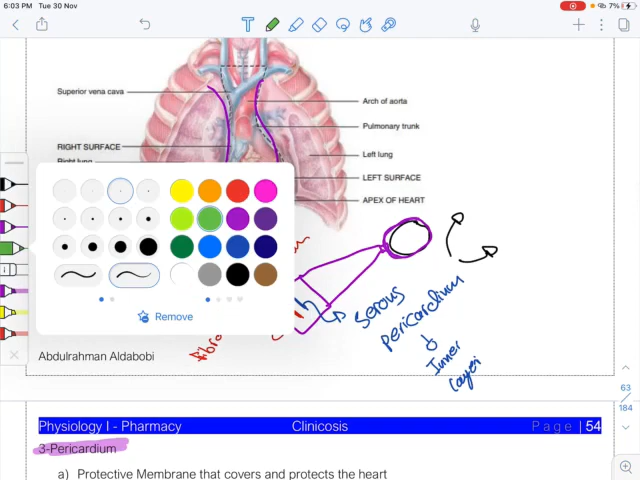 6:03 PM Tue 30 Nov
7%
T
Superior vena cava
Arch of aorta
Pulmonary trunk
RIGHT SURFACE
Right lung
Left lung
LEFT SURFACE
APEX OF HEART
Remove
serous
pericardium
Inner
layer
Abdulrahman Aldabobi
63
184
Physiology I - Pharmacy Clinicosis Page | 54
3-Pericardium
a) Protective Membrane that covers and protects the heart